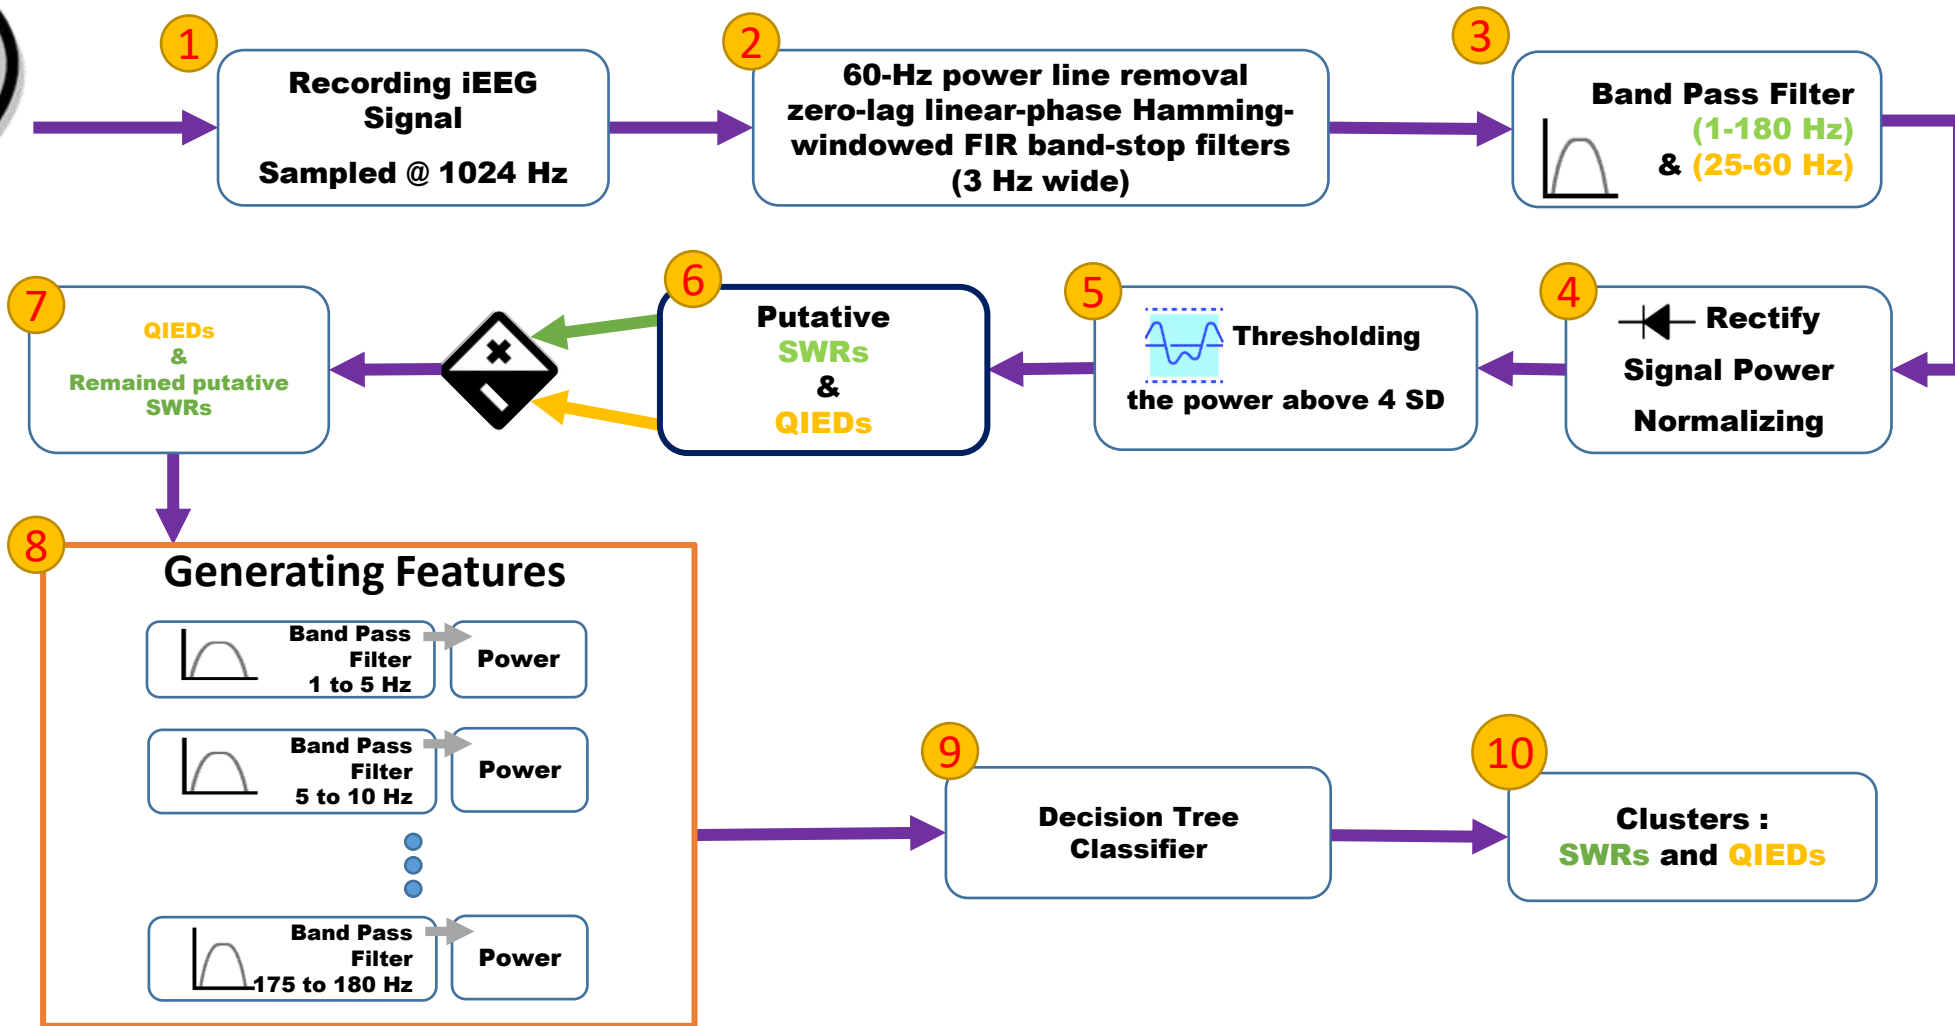 1
Recording iEEG
Signal
Sampled @ 1024 Hz
2
60-Hz power line removal
zero-lag linear-phase Hamming-
windowed FIR band-stop filters
(3 Hz wide)
3
Band Pass Filter
(1-180 Hz)
& (25-60 Hz)
4
Rectify
Signal Power
Normalizing
5
Thresholding
the power above 4 SD
6
Putative
SWRs
&
QIEDs
7
QIEDs
&
Remained putative
SWRs
8
Generating Features
Band Pass
Filter
1 to 5 Hz
Power
Band Pass
Filter
5 to 10 Hz
Power
Band Pass
Filter
175 to 180 Hz
Power
9
Decision Tree
Classifier
10
Clusters :
SWRs and QIEDs